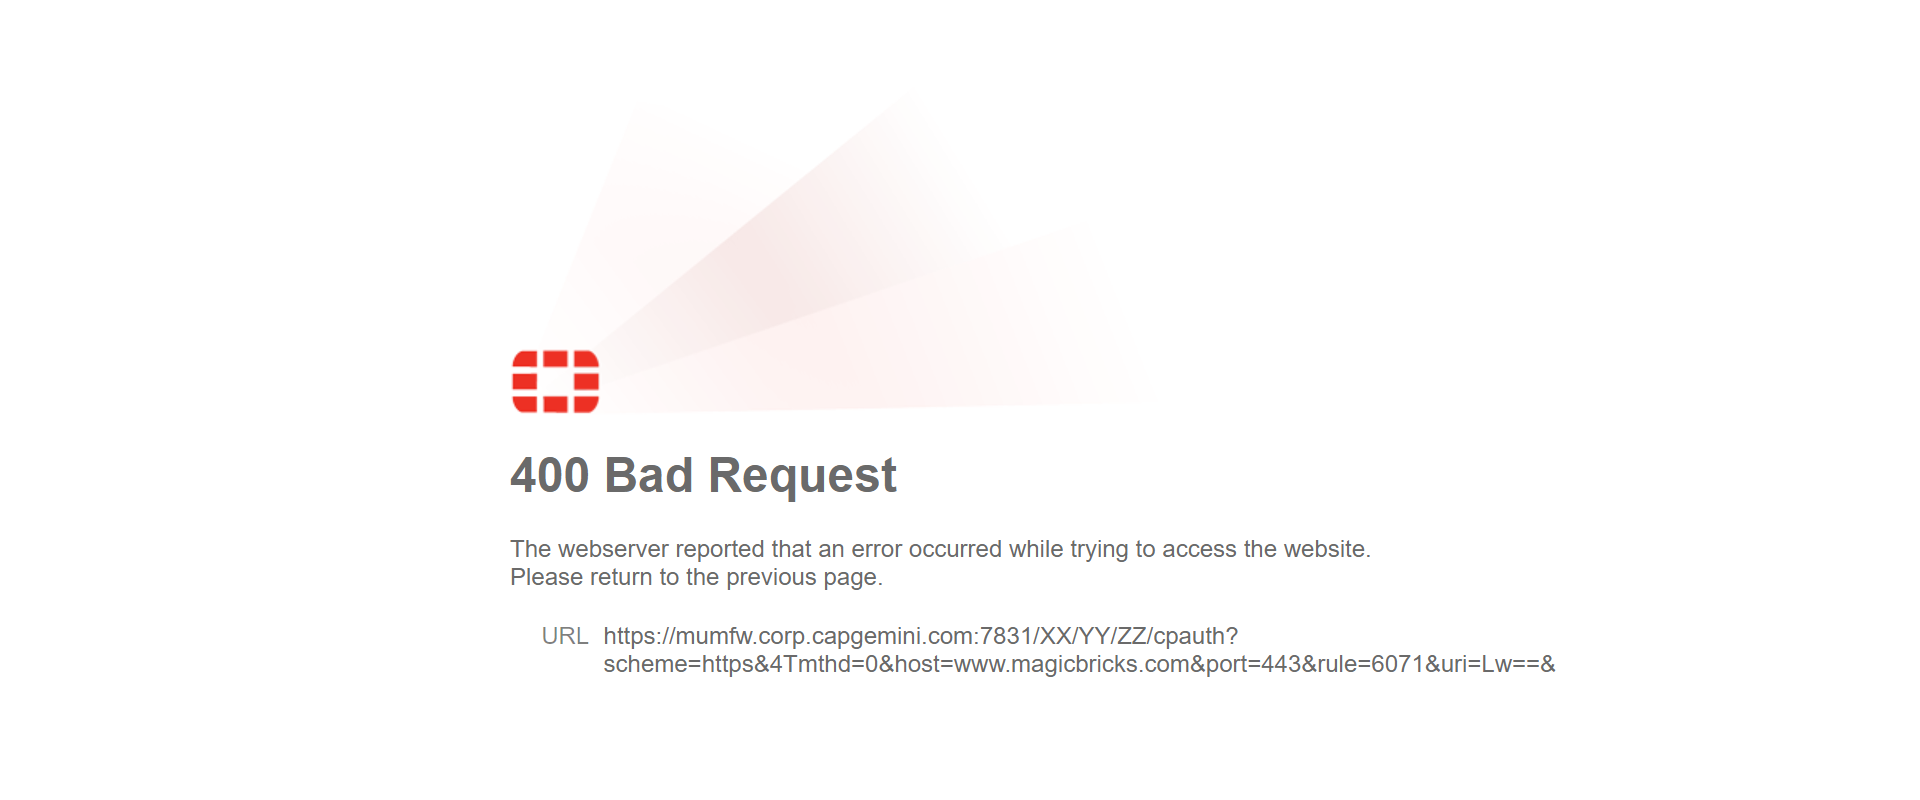 400 Bad Request
The webserver reported that an error occurred while trying to access the website.
Please return to the previous page.
URL https://mumfw.corp.capgemini.com:7831/XX/YY/ZZ/cpauth?
scheme=https&4Tmthd=0&host=www.magicbricks.com&port=443&rule=6071&uri=Lw==&